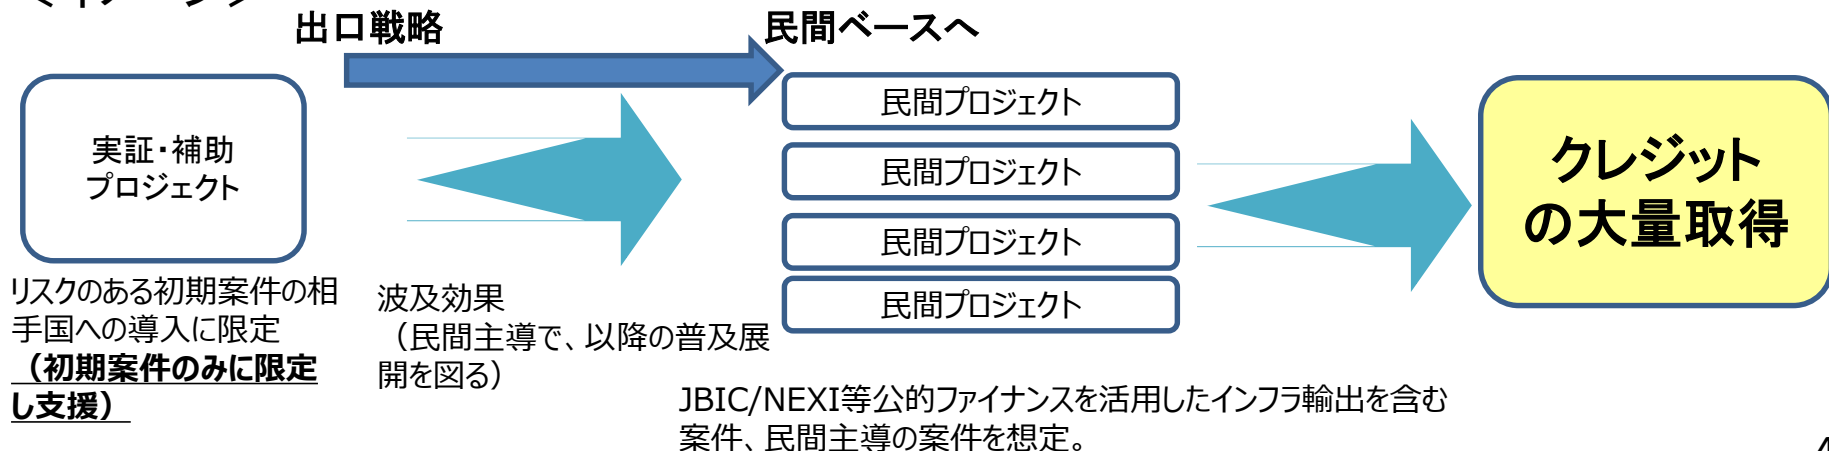 出口戦略
民間ベースへ
実証・補助
プロジェクト
民間プロジェクト
民間プロジェクト
民間プロジェクト
民間プロジェクト
クレジット
の大量取得
リスクのある初期案件の相
手国への導入に限定
（初期案件のみに限定
し支援）
波及効果
（民間主導で、以降の普及展
開を図る）
JBIC/NEXI等公的ファイナンスを活用したインフラ輸出を含む
案件、民間主導の案件を想定。